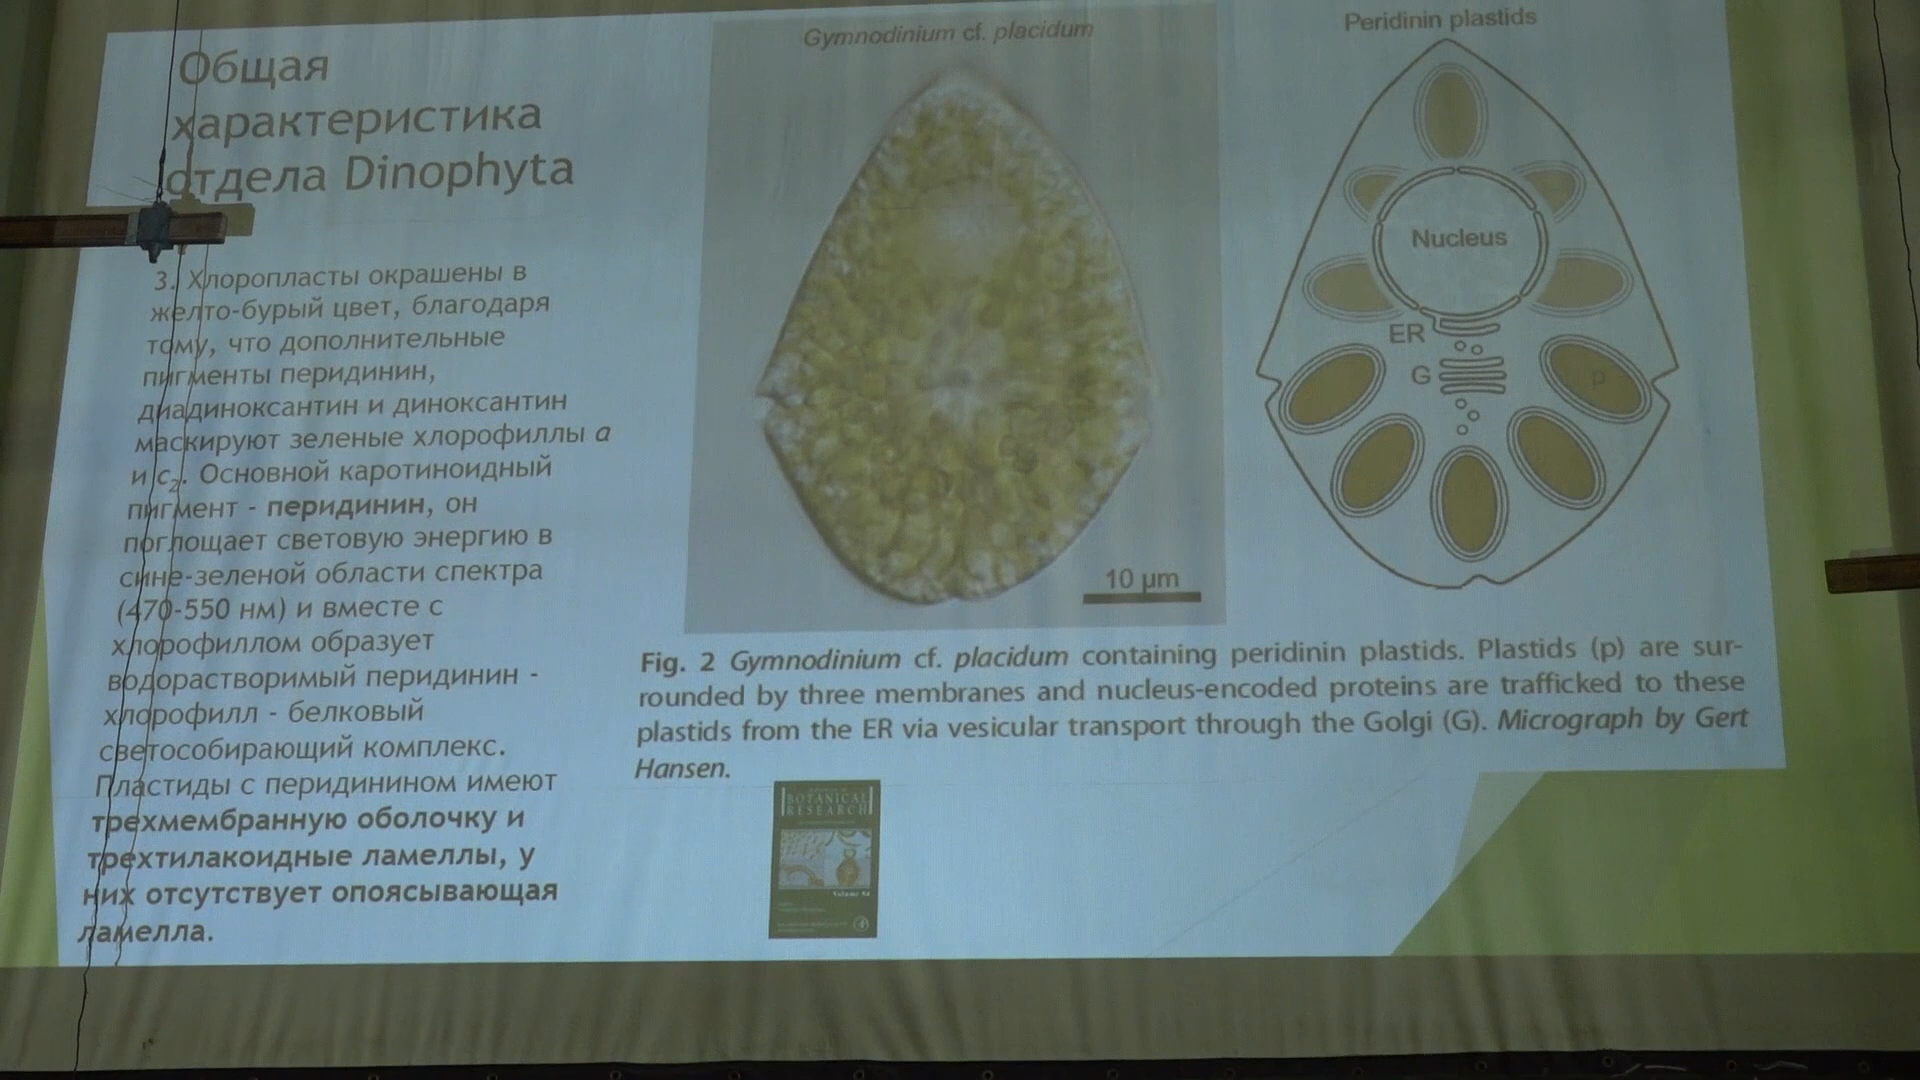 Общая
характеристика
отдела Dinophyta
3. Хлоропласты окрашены в
желто-бурый цвет, благодаря
тому, что дополнительные
пигменты перидинин,
диадиноксантин и диноксантин
маскируют зеленые хлорофиллы a
и c2. Основной каротиноидный
пигмент - перидинин, он
поглощает световую энергию в
сине-зеленой области спектра
(470-550 нм) и вместе с
хлорофиллом образует
водорастворимый перидинин -
хлорофилл - белковый
светособирающий комплекс.
Пластиды с перидинином имеют
трехмембранную оболочку и
трехтилакоидные ламеллы, у
них отсутствует опоясывающая
ламелла.
Gymnodinium cf. placidum
10 µm
Peridinin plastids
Nucleus
ER
G
p
Fig. 2 Gymnodinium cf. placidum containing peridinin plastids. Plastids (p) are sur-
rounded by three membranes and nucleus-encoded proteins are trafficked to these
plastids from the ER via vesicular transport through the Golgi (G). Micrograph by Gert
Hansen.
BOTANICAL
RESEARCH